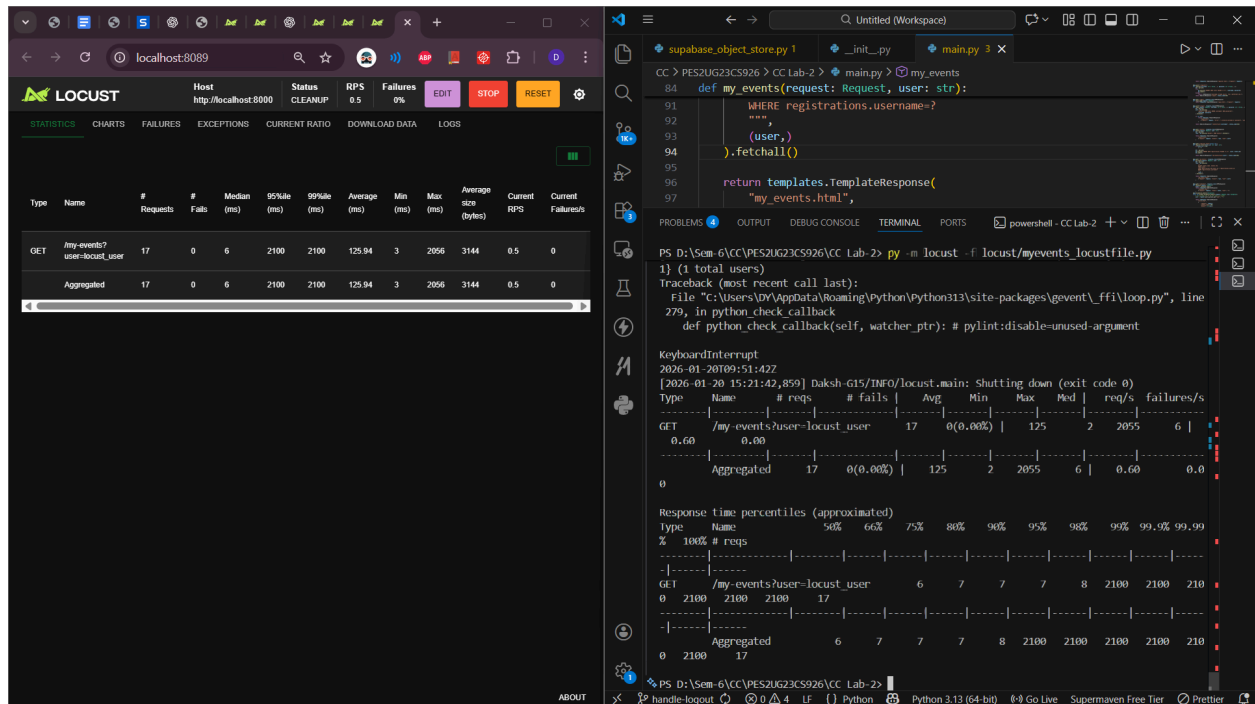 localhost:8089
ABP
D
LOCUST
Host
http://localhost:8000
Status
CLEANUP
RPS
0.5
Failures
0%
EDIT
STOP
RESET
STATISTICS CHARTS FAILURES EXCEPTIONS CURRENT RATIO DOWNLOAD DATA LOGS
Type Name # Requests # Fails Median (ms) 95%ile (ms) 99%ile (ms) Average (ms) Min (ms) Max (ms) Average size (bytes) Current RPS Current Failures/s
GET /my-events?user=locust_user 17 0 6 2100 2100 125.94 3 2056 3144 0.5 0
Aggregated 17 0 6 2100 2100 125.94 3 2056 3144 0.5 0
ABOUT
Untitled (Workspace)
supabase_object_store.py 1 __init__.py main.py 3
CC > PES2UG23CS926 > CC Lab-2 > main.py > my_events
84 def my_events(request: Request, user: str):
91 WHERE registrations.username=?
92 """,
93 (user,)
94 ).fetchall()
95
96 return templates.TemplateResponse(
97 "my_events.html",
1K+
3
1
PROBLEMS 4 OUTPUT DEBUG CONSOLE TERMINAL PORTS powershell - CC Lab-2
PS D:\Sem-6\CC\PES2UG23CS926\CC Lab-2> py -m locust -f locust/myevents_locustfile.py
1} (1 total users)
Traceback (most recent call last):
File "C:\Users\DY\AppData\Roaming\Python\Python313\site-packages\gevent\_ffi\loop.py", line
279, in python_check_callback
def python_check_callback(self, watcher_ptr): # pylint:disable=unused-argument
KeyboardInterrupt
2026-01-20T09:51:42Z
[2026-01-20 15:21:42,859] Daksh-G15/INFO/locust.main: Shutting down (exit code 0)
Type Name # reqs # fails | Avg Min Max Med | req/s failures/s
--------|--------|-------|-------------|-------|-------|-------|-------|--------|-----------
GET /my-events?user=locust_user 17 0(0.00%) | 125 2 2055 6 |
0.60 0.00
--------|--------|-------|-------------|-------|-------|-------|-------|--------|-----------
Aggregated 17 0(0.00%) | 125 2 2055 6 | 0.60 0.0
0
Response time percentiles (approximated)
Type Name 50% 66% 75% 80% 90% 95% 98% 99% 99.9% 99.99
% 100% # reqs
--------|--------|--------|------|------|------|------|------|------|------|------|-----
-|------|------
GET /my-events?user=locust_user 6 7 7 7 8 2100 2100 210
0 2100 2100 2100 17
--------|--------|--------|------|------|------|------|------|------|------|------|-----
-|------|------
Aggregated 6 7 7 7 8 2100 2100 2100 2100 210
0 2100 17
PS D:\Sem-6\CC\PES2UG23CS926\CC Lab-2>
handle-logout 0 4 LF {} Python Python 3.13 (64-bit) Go Live Supermaven Free Tier Prettier